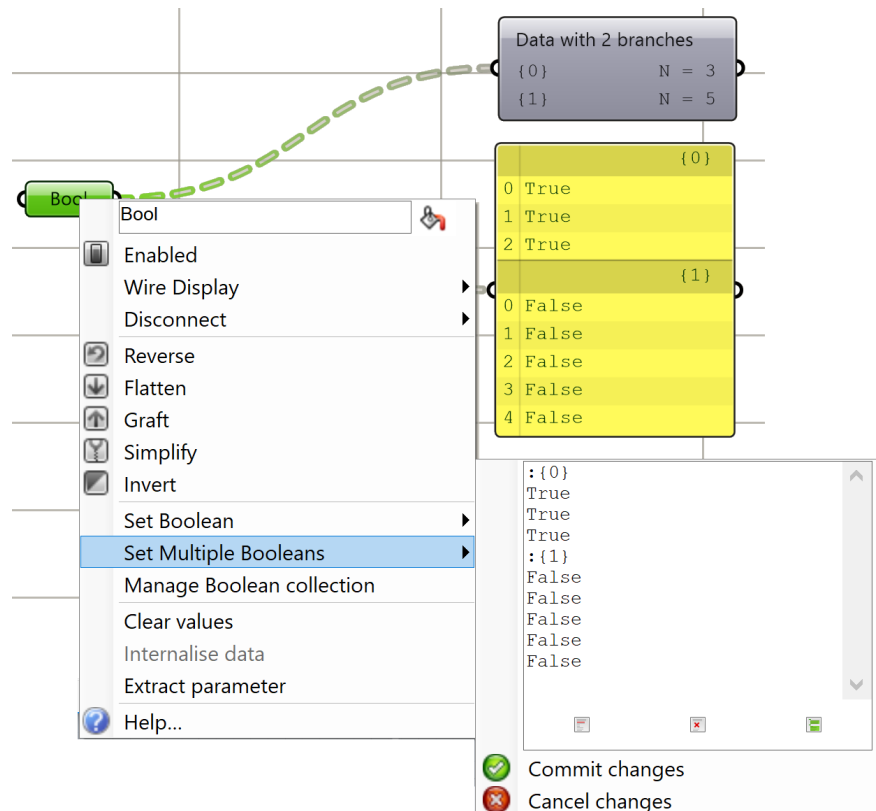 Data with 2 branches
{0} N = 3
{1} N = 5
{0}
0 True
1 True
2 True
{1}
0 False
1 False
2 False
3 False
4 False
Bool
Bool
Enabled
Wire Display
Disconnect
Reverse
Flatten
Graft
Simplify
Invert
Set Boolean
Set Multiple Booleans
Manage Boolean collection
Clear values
Internalise data
Extract parameter
Help...
:{0}
True
True
True
:{1}
False
False
False
False
False
Commit changes
Cancel changes